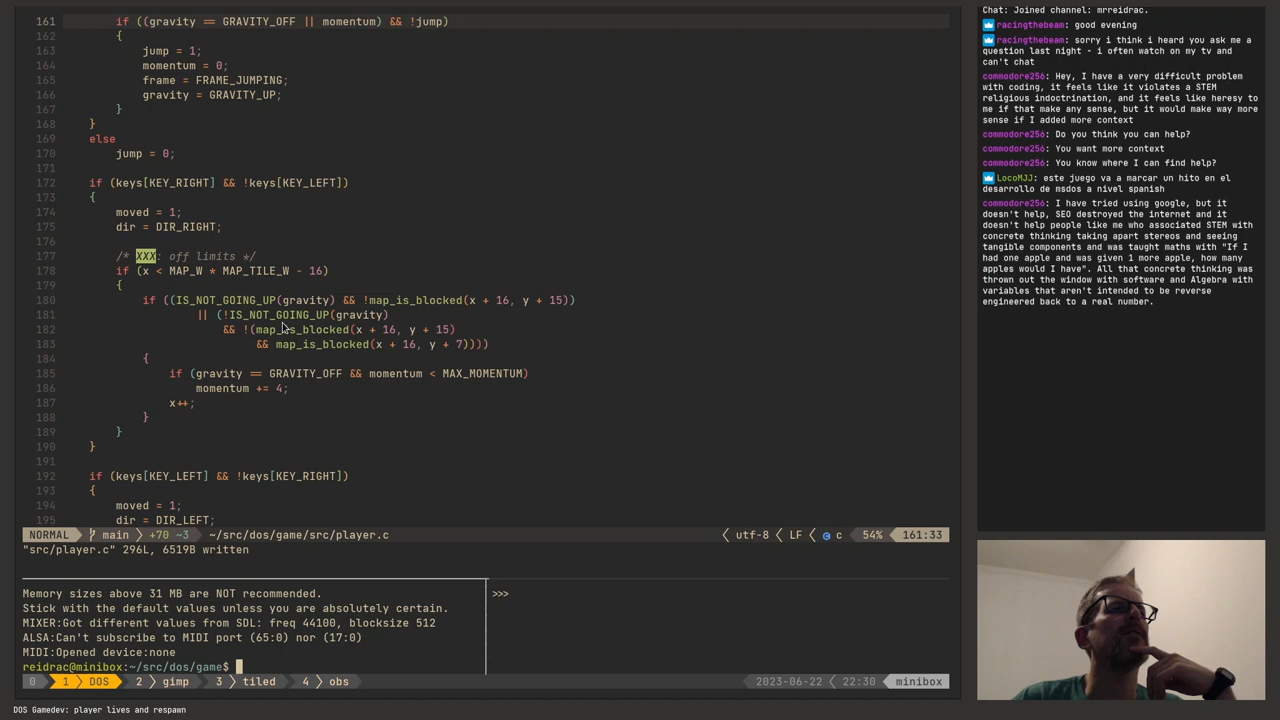 161 if ((gravity == GRAVITY_OFF || momentum) && !jump)
162 {
163 jump = 1;
164 momentum = 0;
165 frame = FRAME_JUMPING;
166 gravity = GRAVITY_UP;
167 }
168 }
169 else
170 jump = 0;
171
172 if (keys[KEY_RIGHT] && !keys[KEY_LEFT])
173 {
174 moved = 1;
175 dir = DIR_RIGHT;
176
177 /* XXX: off limits */
178 if (x < MAP_W * MAP_TILE_W - 16)
179 {
180 if ((IS_NOT_GOING_UP(gravity) && !map_is_blocked(x + 16, y + 15))
181 || (!IS_NOT_GOING_UP(gravity)
182 && !(map_is_blocked(x + 16, y + 15)
183 && map_is_blocked(x + 16, y + 7))))
184 {
185 if (gravity == GRAVITY_OFF && momentum < MAX_MOMENTUM)
186 momentum += 4;
187 x++;
188 }
189 }
190 }
191
192 if (keys[KEY_LEFT] && !keys[KEY_RIGHT])
193 {
194 moved = 1;
195 dir = DIR_LEFT;
NORMAL main +70 ~3 ~/src/dos/game/src/player.c utf-8 LF c 54% 161:33
"src/player.c" 296L, 6519B written
Memory sizes above 31 MB are NOT recommended.
Stick with the default values unless you are absolutely certain.
MIXER:Got different values from SDL: freq 44100, blocksize 512
ALSA:Can't subscribe to MIDI port (65:0) nor (17:0)
MIDI:Opened device:none
reidrac@minibox:~/src/dos/game$
>>>
0 1 DOS 2 gimp 3 tiled 4 obs 2023-06-22 22:30 minibox
DOS Gamedev: player lives and respawn
Chat: Joined channel: mrreidrac.
racingthebeam: good evening
racingthebeam: sorry i think i heard you ask me a
question last night - i often watch on my tv and
can't chat
commodore256: Hey, I have a very difficult problem
with coding, it feels like it violates a STEM
religious indoctrination, and it feels like heresy to
me if that make any sense, but it would make way more
sense if I added more context
commodore256: Do you think you can help?
commodore256: You want more context
commodore256: You know where I can find help?
LocoMJJ: este juego va a marcar un hito en el
desarrollo de msdos a nivel spanish
commodore256: I have tried using google, but it
doesn't help, SEO destroyed the internet and it
doesn't help people like me who associated STEM with
concrete thinking taking apart stereos and seeing
tangible components and was taught maths with "If I
had one apple and was given 1 more apple, how many
apples would I have". All that concrete thinking was
thrown out the window with software and Algebra with
variables that aren't intended to be reverse
engineered back to a real number.